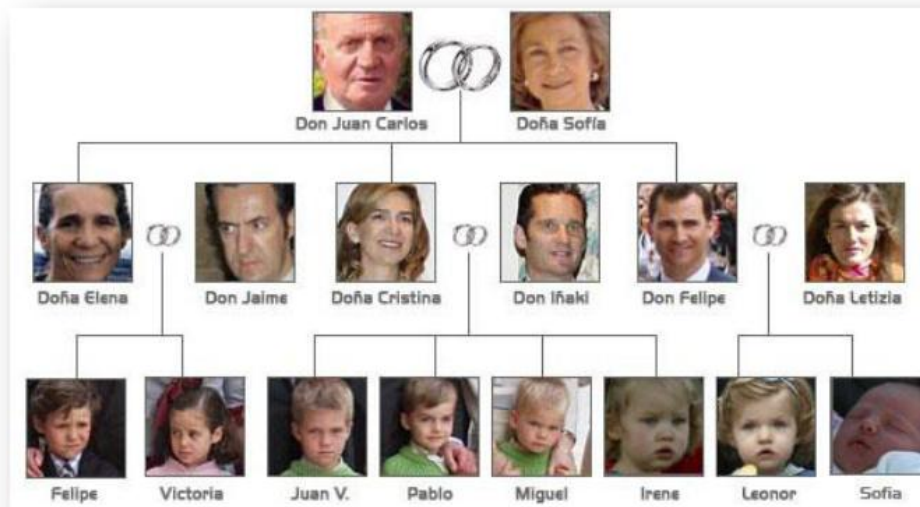 Don Juan Carlos Doña Sofía
Doña Elena Don Jaime Doña Cristina Don Iñaki Don Felipe Doña Letizia
Felipe Victoria Juan V. Pablo Miguel Irene Leonor Sofia